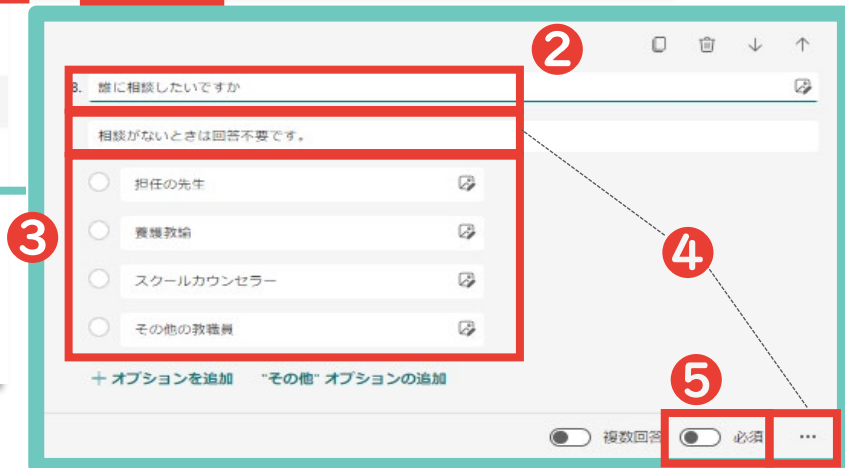 2
8. 誰に相談したいですか
相談がないときは回答不要です。
3
担任の先生
養護教諭
スクールカウンセラー
その他の教職員
4
+ オプションを追加 "その他" オプションの追加
5
複数回答 必須 ...